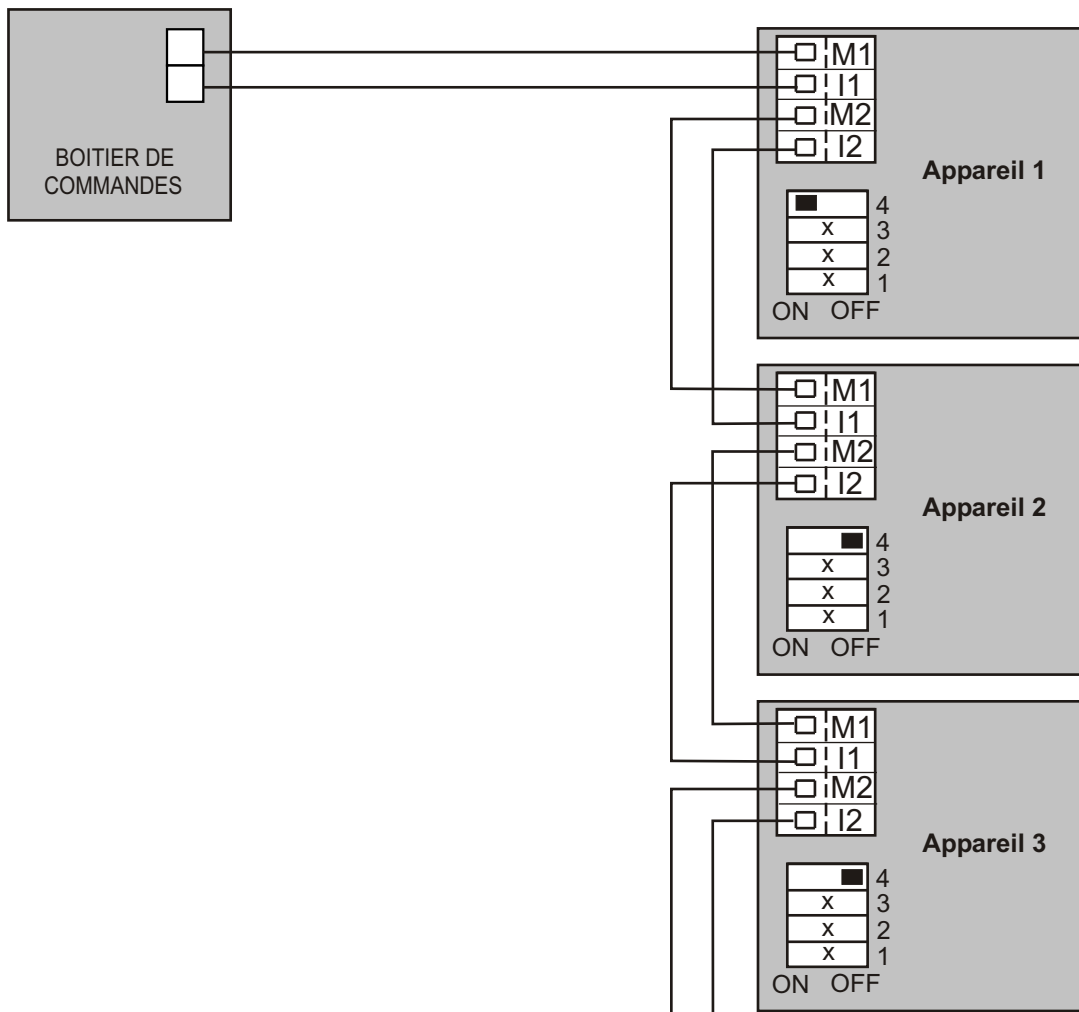 BOITIER DE
COMMANDES
M1
I1
M2
I2
Appareil 1
4
x 3
x 2
x 1
ON OFF
M1
I1
M2
I2
Appareil 2
4
x 3
x 2
x 1
ON OFF
M1
I1
M2
I2
Appareil 3
4
x 3
x 2
x 1
ON OFF